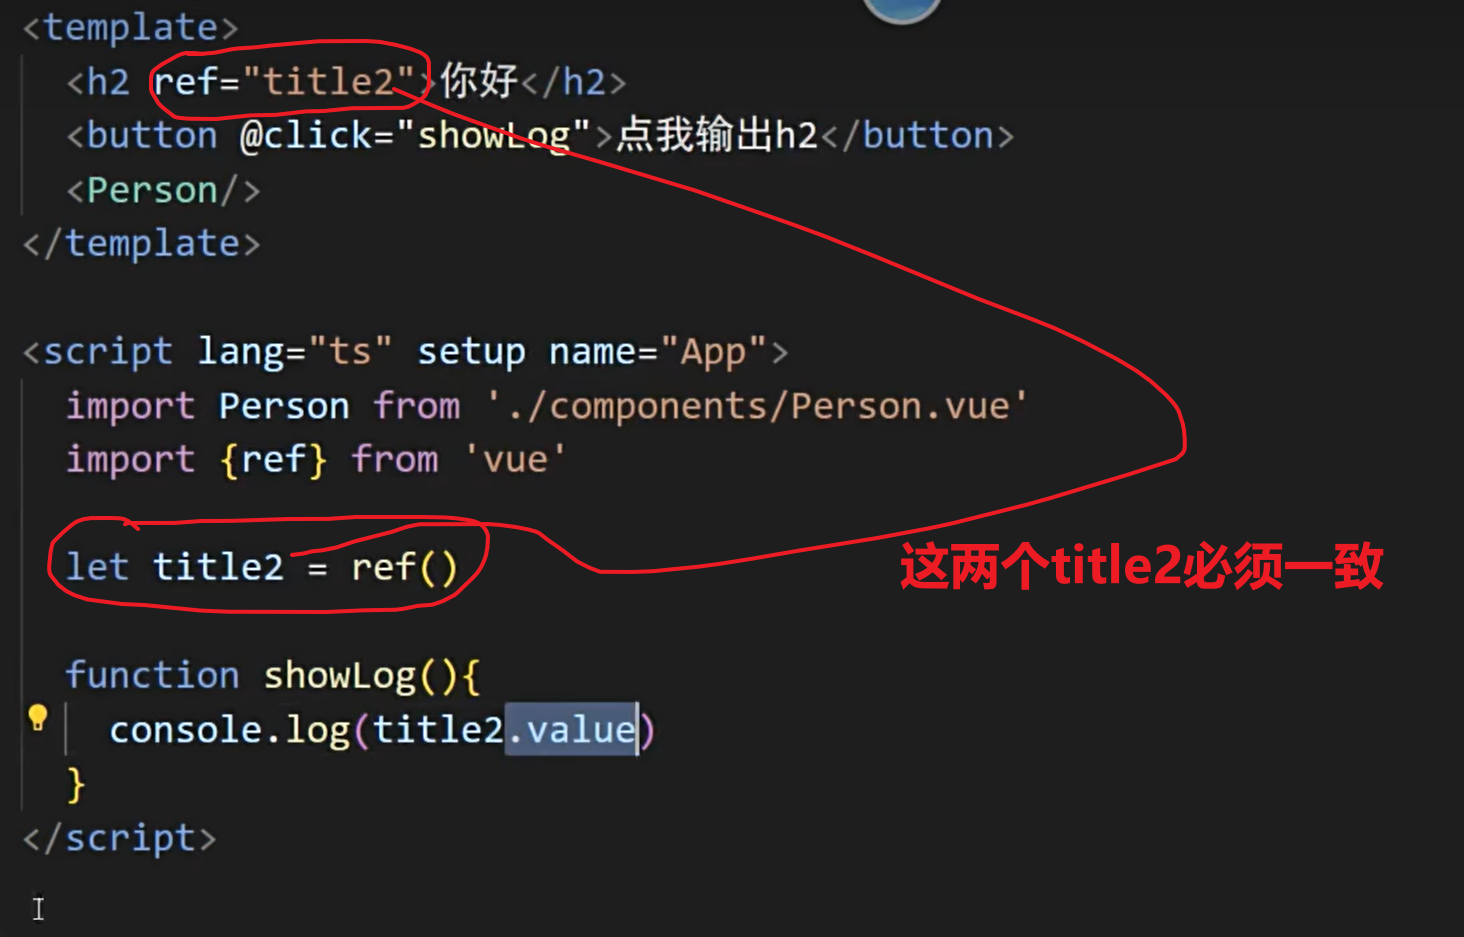 <template>
<h2 ref="title2">你好</h2>
<button @click="showLog">点我输出h2</button>
<Person/>
</template>
<script lang="ts" setup name="App">
import Person from './components/Person.vue'
import {ref} from 'vue'
let title2 = ref()
这两个title2必须一致
function showLog(){
console.log(title2.value)
}
</script>